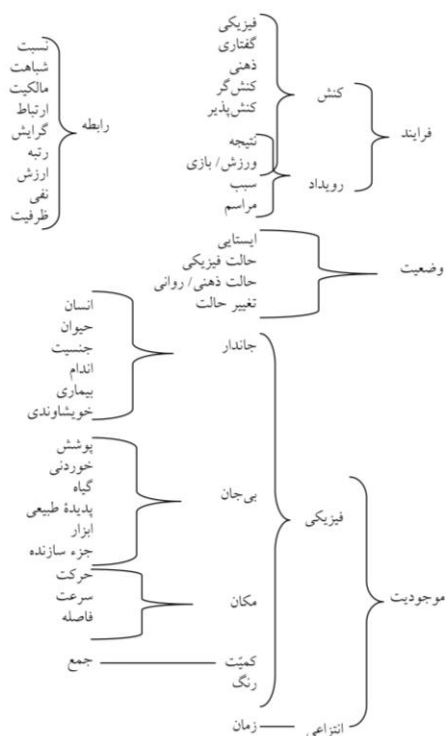 فرایند
کنش
فیزیکی
گفتاری
ذهنی
کنش‌گر
کنش‌پذیر
رویداد
نتیجه
ورزش/ بازی
سبب
مراسم
رابطه
نسبت
شباهت
مالکیت
ارتباط
گرایش
رتبه
ارزش
نفی
ظرفیت
وضعیت
ایستایی
حالت فیزیکی
حالت ذهنی/ روانی
تغییر حالت
موجودیت
فیزیکی
جاندار
انسان
حیوان
جنسیت
اندام
بیماری
خویشاوندی
بی‌جان
پوشش
خوردنی
گیاه
پدیدۀ طبیعی
ابزار
جزء سازنده
مکان
حرکت
سرعت
فاصله
کمیّت
جمع
رنگ
انتزاعی
زمان